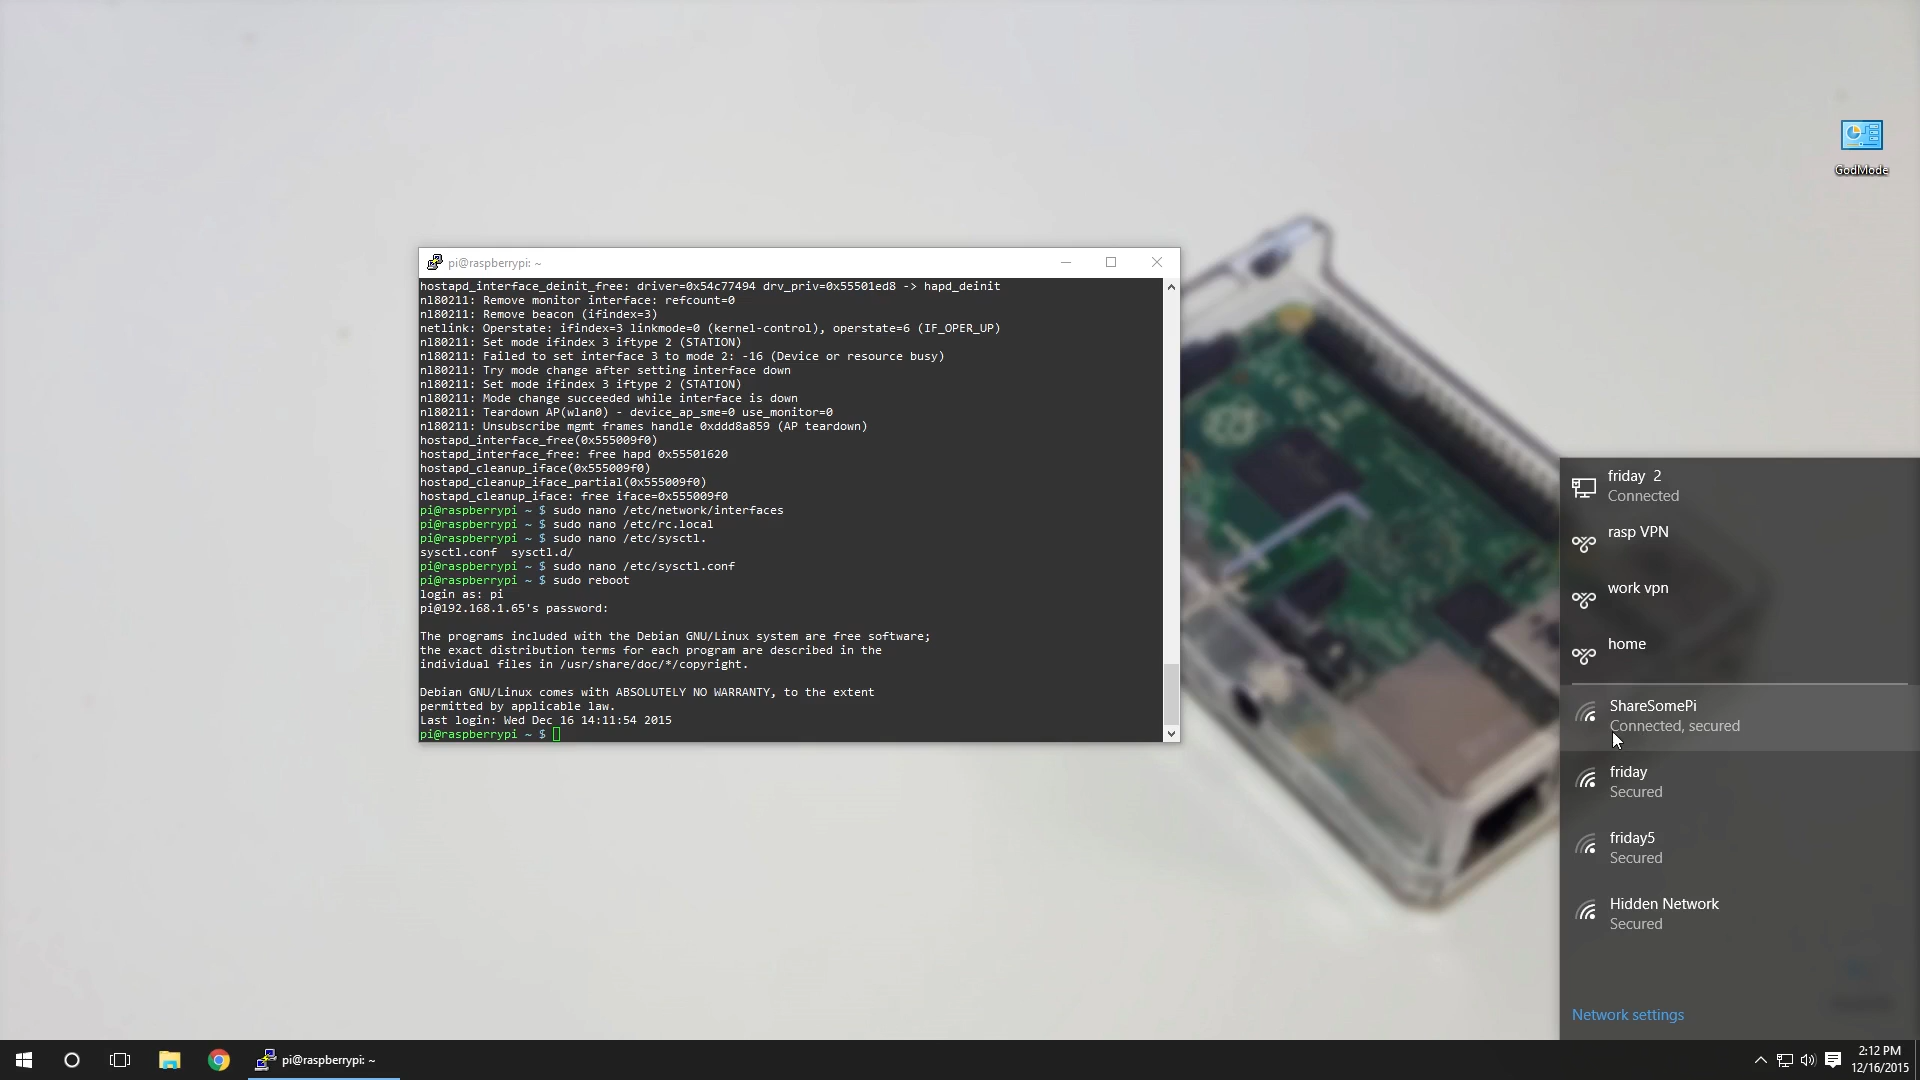 GodMode
pi@raspberrypi: ~
hostapd_interface_deinit_free: driver=0x54c77494 drv_priv=0x55501ed8 -> hapd_deinit
nl80211: Remove monitor interface: refcount=0
nl80211: Remove beacon (ifindex=3)
netlink: Operstate: ifindex=3 linkmode=0 (kernel-control), operstate=6 (IF_OPER_UP)
nl80211: Set mode ifindex 3 iftype 2 (STATION)
nl80211: Failed to set interface 3 to mode 2: -16 (Device or resource busy)
nl80211: Try mode change after setting interface down
nl80211: Set mode ifindex 3 iftype 2 (STATION)
nl80211: Mode change succeeded while interface is down
nl80211: Teardown AP(wlan0) - device_ap_sme=0 use_monitor=0
nl80211: Unsubscribe mgmt frames handle 0xddd8a859 (AP teardown)
hostapd_interface_free(0x555009f0)
hostapd_interface_free: free hapd 0x55501620
hostapd_cleanup_iface(0x555009f0)
hostapd_cleanup_iface_partial(0x555009f0)
hostapd_cleanup_iface: free iface=0x555009f0
pi@raspberrypi ~ $ sudo nano /etc/network/interfaces
pi@raspberrypi ~ $ sudo nano /etc/rc.local
pi@raspberrypi ~ $ sudo nano /etc/sysctl.
sysctl.conf  sysctl.d/
pi@raspberrypi ~ $ sudo nano /etc/sysctl.conf
pi@raspberrypi ~ $ sudo reboot
login as: pi
pi@192.168.1.65's password:
The programs included with the Debian GNU/Linux system are free software;
the exact distribution terms for each program are described in the
individual files in /usr/share/doc/*/copyright.
Debian GNU/Linux comes with ABSOLUTELY NO WARRANTY, to the extent
permitted by applicable law.
Last login: Wed Dec 16 14:11:54 2015
pi@raspberrypi ~ $
friday 2
Connected
rasp VPN
work vpn
home
ShareSomePi
Connected, secured
friday
Secured
friday5
Secured
Hidden Network
Secured
Network settings
pi@raspberrypi: ~
2:12 PM
12/16/2015